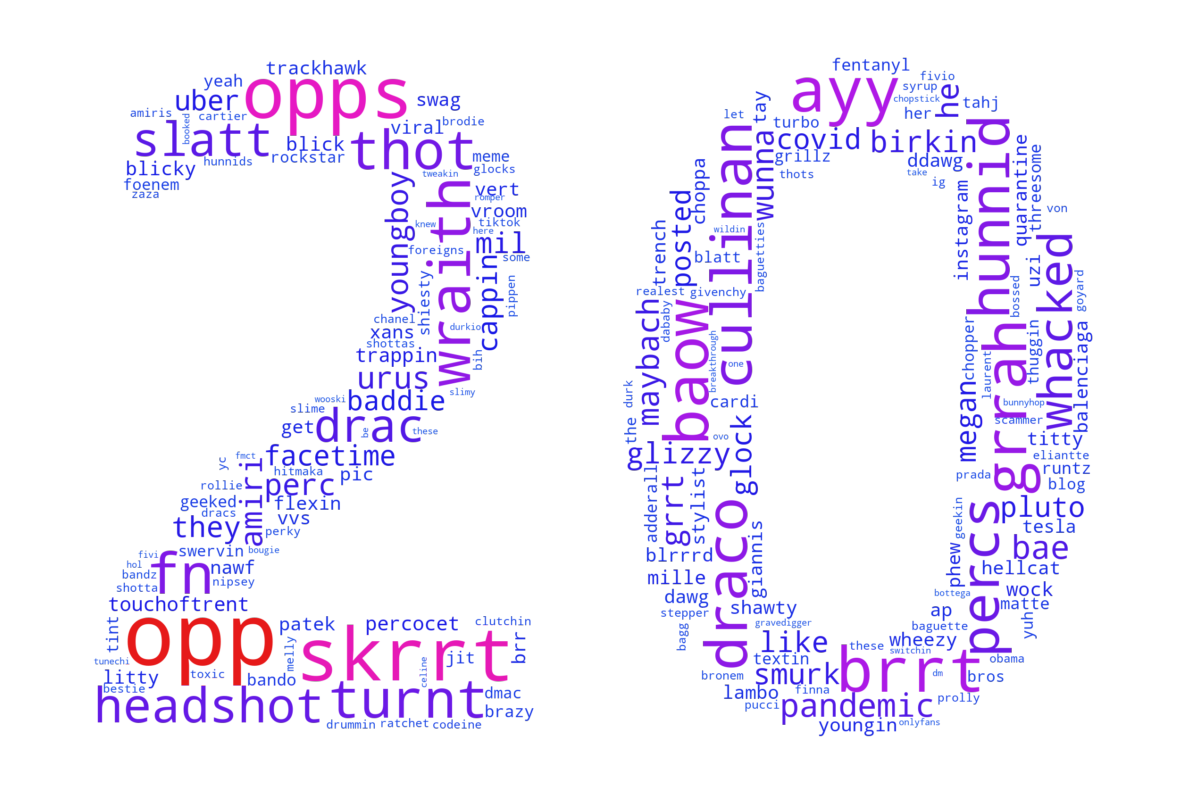 trackhawk
yeah
opps
uber
swag
amiris
cartier
booked
slatt
blick
viral
brodie
thot
rockstar
hunnids
blicky
meme
glocks
foenem
zaza
tweakin
youngboy
wraith
vert
romper
vroom
knew
tiktok
here
mil
foreigns
some
shiesty
cappin
pippen
chanel
durkio
xans
shottas
trappin
bih
urus
slimy
wooski
baddie
slime
get
drac
be
these
yc
fmct
facetime
hitmaka
pic
amiri
perc
rollie
geeked
flexin
dracs
vvs
they
perky
swervin
bougie
fivi
hol
fn
nawf
bandz
shotta
nipsey
touchoftrent
tint
opp
patek
percocet
clutchin
skrrt
brr
melly
jit
tunechi
toxic
celine
litty
bando
bestie
headshot
turnt
dmac
brazy
drummin
ratchet
codeine
fentanyl
ayy
fivio
syrup
he
chopstick
tahj
let
tay
turbo
her
covid
birkin
hunnid
cullinan
wunna
grillz
ddawg
quarantine
threesome
thots
take
ig
choppa
posted
instagram
von
wildin
trench
blatt
baguetties
uzi
whacked
realest
givenchy
bossed
goyard
maybach
dababy
baow
chopper
grrah
thuggin
balenciaga
breakthrough
one
laurent
megan
the durk
cardi
bunnyhop
scammer
ovo
glock
titty
glizzy
eliantte
adderall
grrt
stylist
prada
runtz
blog
draco
percs
geekin
pluto
tesla
blrrrd
giannis
phew
bae
mille
hellcat
bottega
wock
dawg
shawty
ap
matte
stepper
gravedigger
baguette
yuh
bagg
like
these
wheezy
textin
switchin
obama
bronem
smurk
brrt
dm
bros
lambo
finna
pucci
pandemic
prolly
youngin
onlyfans